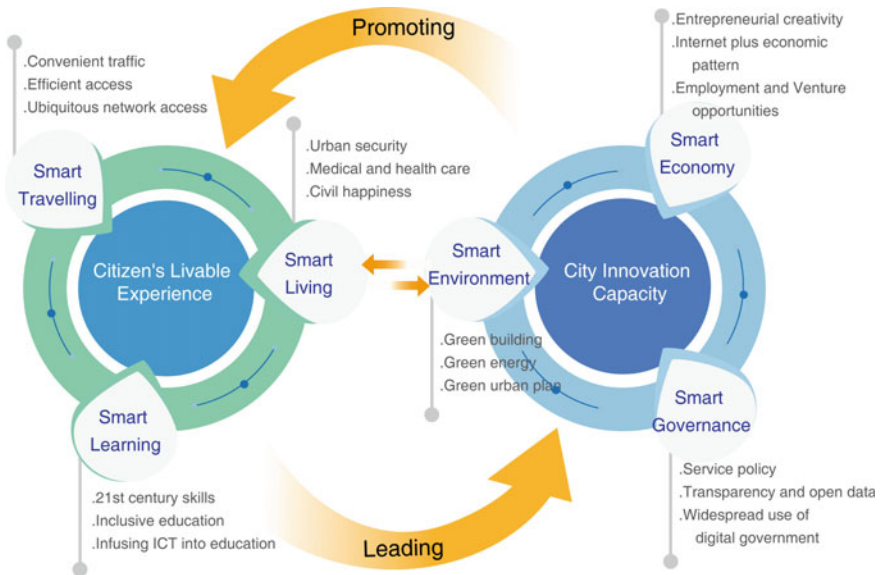 Promoting
.Convenient traffic
.Efficient access
.Ubiquitous network access
Smart
Travelling
.Urban security
.Medical and health care
.Civil happiness
Citizen's Livable
Experience
Smart
Living
Smart
Learning
.21st century skills
.Inclusive education
.Infusing ICT into education
.Entrepreneurial creativity
.Internet plus economic
pattern
.Employment and Venture
opportunities
Smart
Economy
Smart
Environment
City Innovation
Capacity
.Green building
.Green energy
.Green urban plan
Smart
Governance
.Service policy
.Transparency and open data
.Widespread use of
digital government
Leading